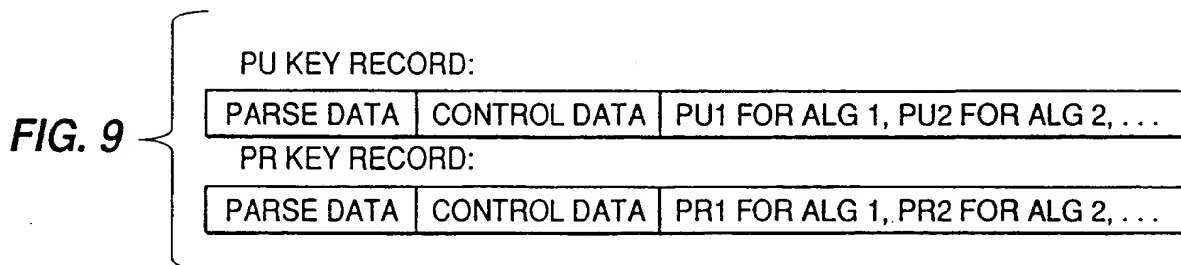 FIG. 9
PU KEY RECORD:
PARSE DATA CONTROL DATA PU1 FOR ALG 1, PU2 FOR ALG 2, . . .
PR KEY RECORD:
PARSE DATA CONTROL DATA PR1 FOR ALG 1, PR2 FOR ALG 2, . . .